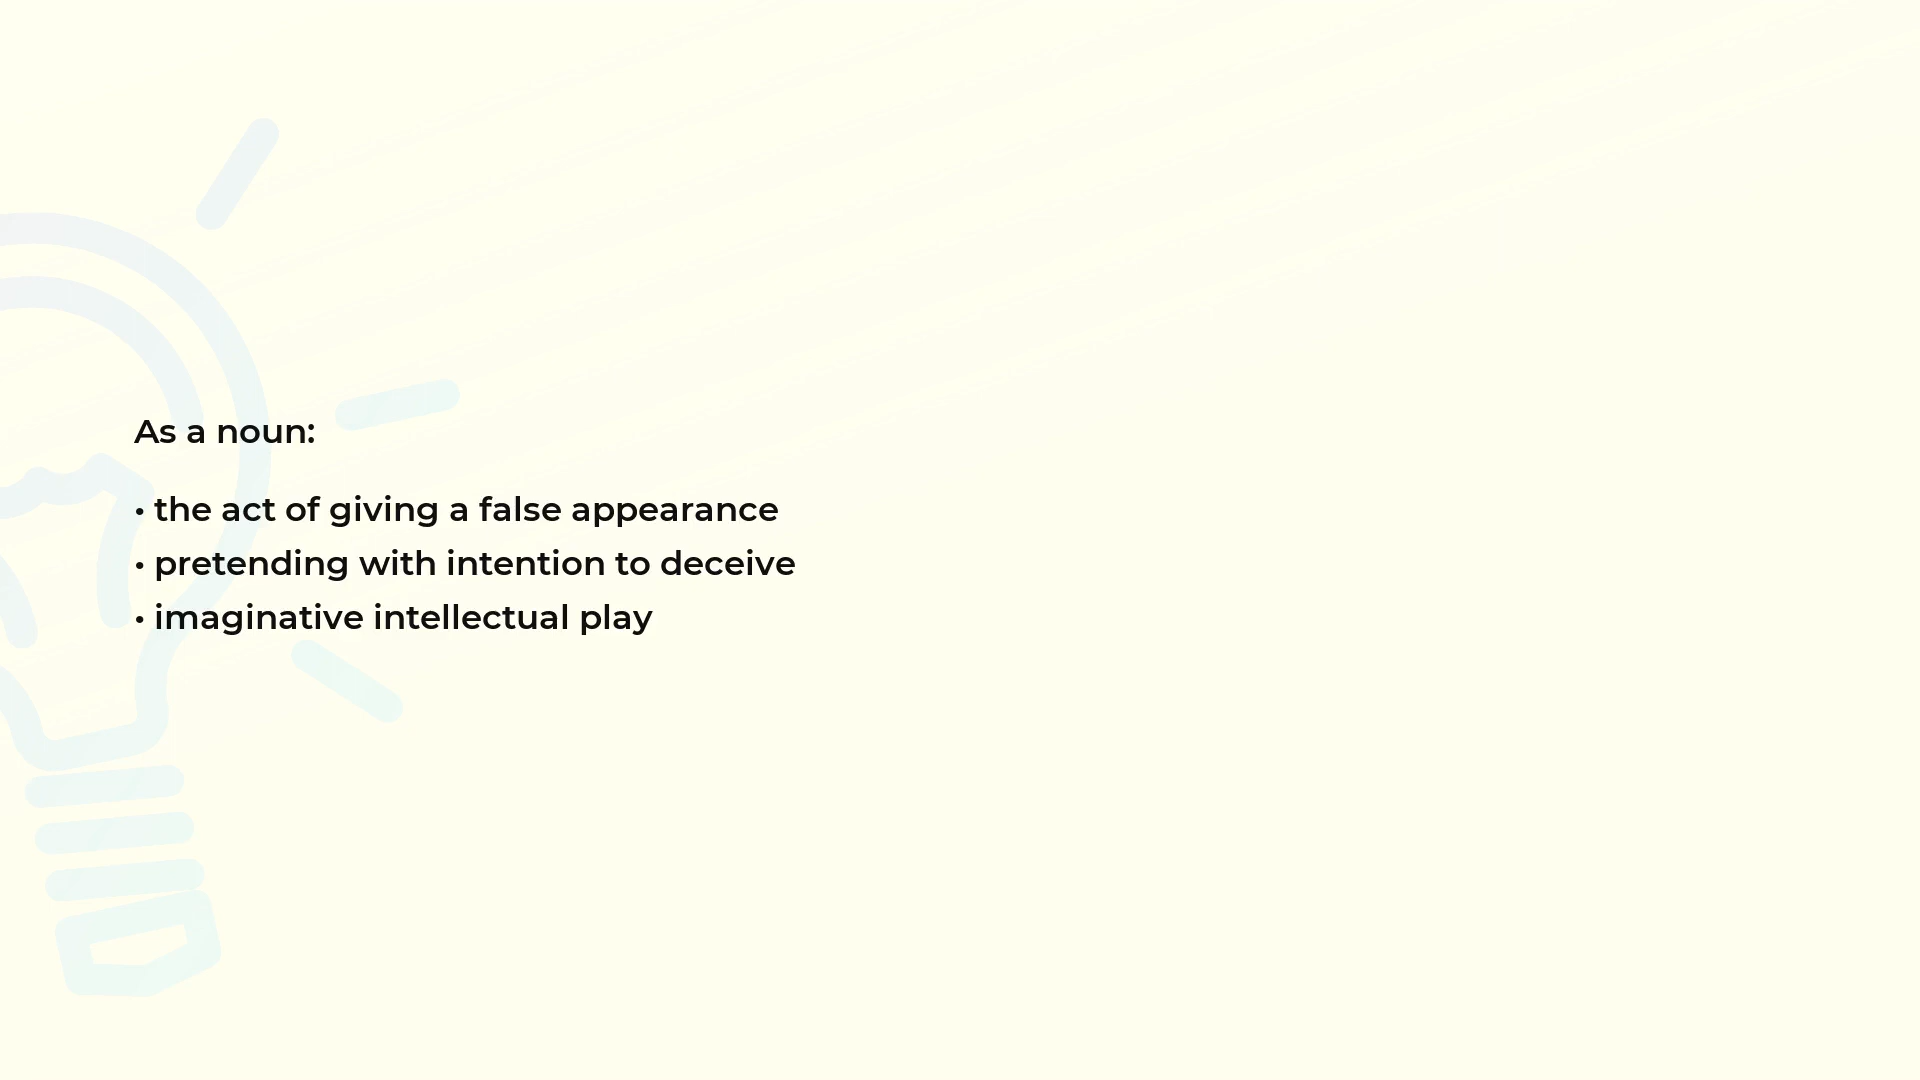 As a noun:
• the act of giving a false appearance
• pretending with intention to deceive
• imaginative intellectual play